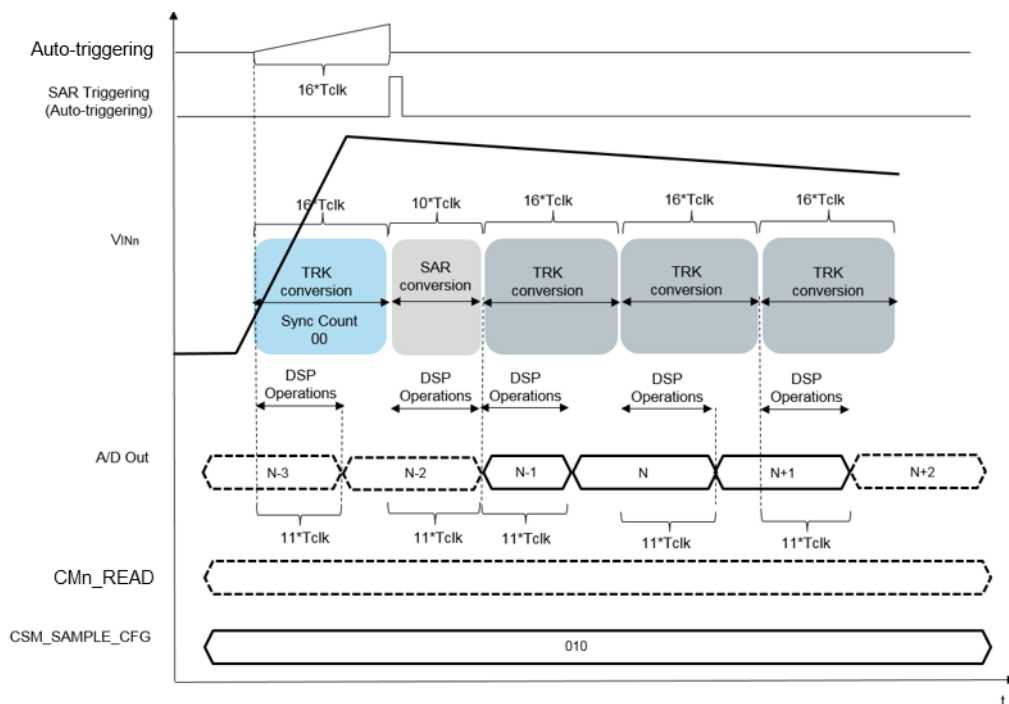 Auto-triggering
16*Tclk
SAR Triggering
(Auto-triggering)
16*Tclk
10*Tclk
16*Tclk
16*Tclk
16*Tclk
VINn
TRK
conversion
Sync Count
00
SAR
conversion
TRK
conversion
TRK
conversion
TRK
conversion
DSP
Operations
DSP
Operations
DSP
Operations
DSP
Operations
DSP
Operations
A/D Out
N-3
N-2
N-1
N
N+1
N+2
11*Tclk
11*Tclk
11*Tclk
11*Tclk
11*Tclk
CMn_READ
CSM_SAMPLE_CFG
010
t